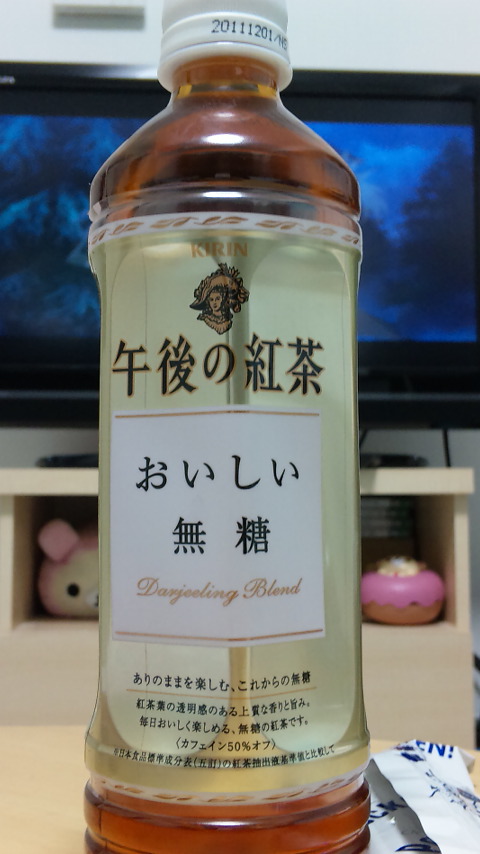 20111201/NS
KIRIN
午後の紅茶
おいしい
無糖
Darjeeling Blend
ありのままを楽しむ、これからの無糖
紅茶葉の透明感のある上質な香りと旨み。
毎日おいしく楽しめる、無糖の紅茶です。
〈カフェイン50%オフ〉
※日本食品標準成分表(五訂)の紅茶抽出液基準値と比較して